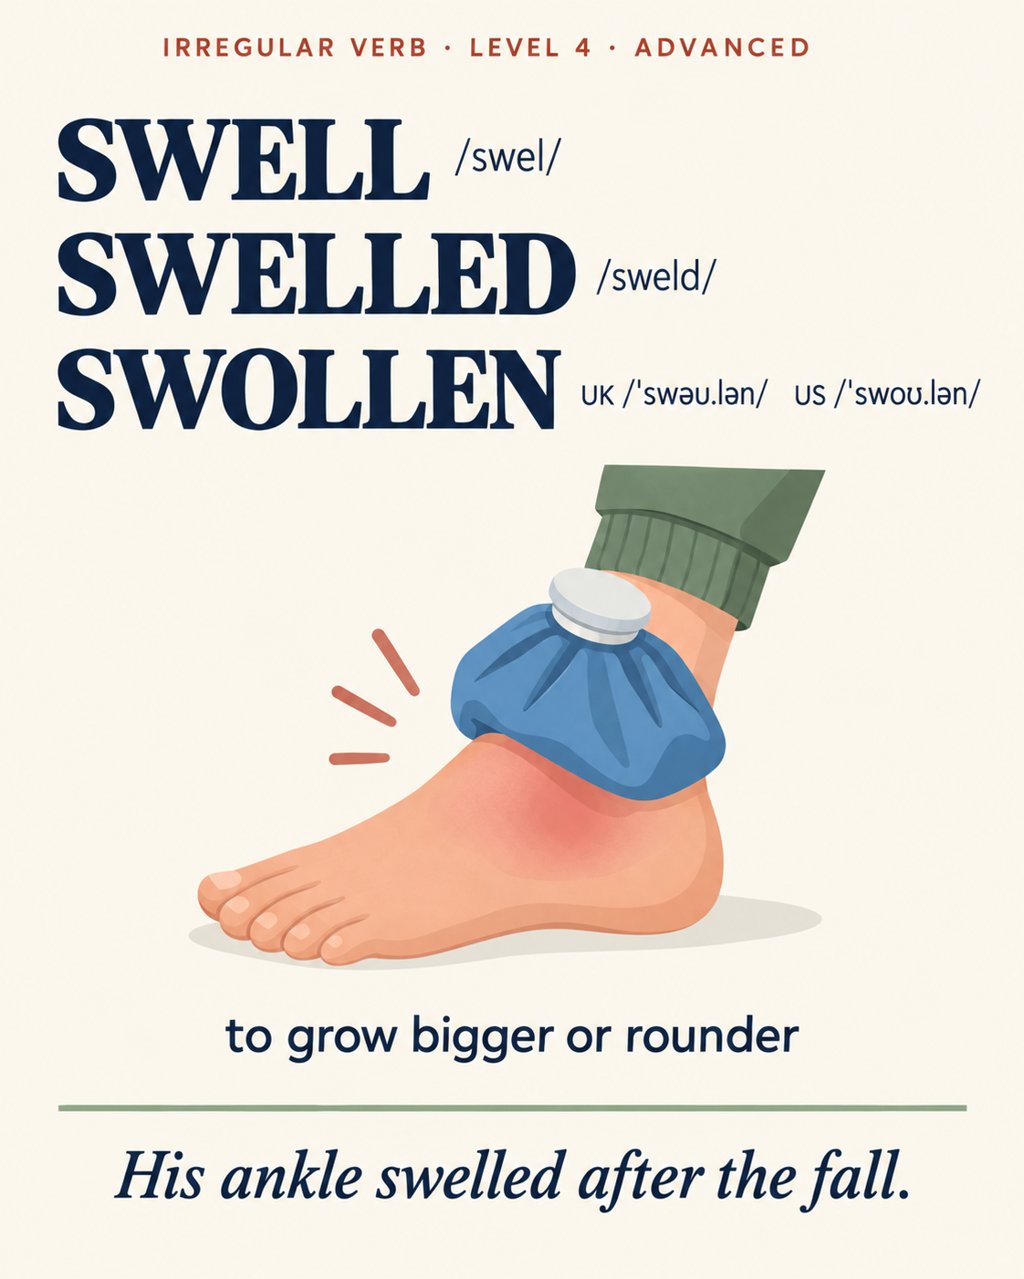 IRREGULAR VERB · LEVEL 4 · ADVANCED
SWELL /swel/
SWELLED /sweld/
SWOLLEN UK /ˈswəu.lən/ US /ˈswoʊ.lən/
to grow bigger or rounder
His ankle swelled after the fall.